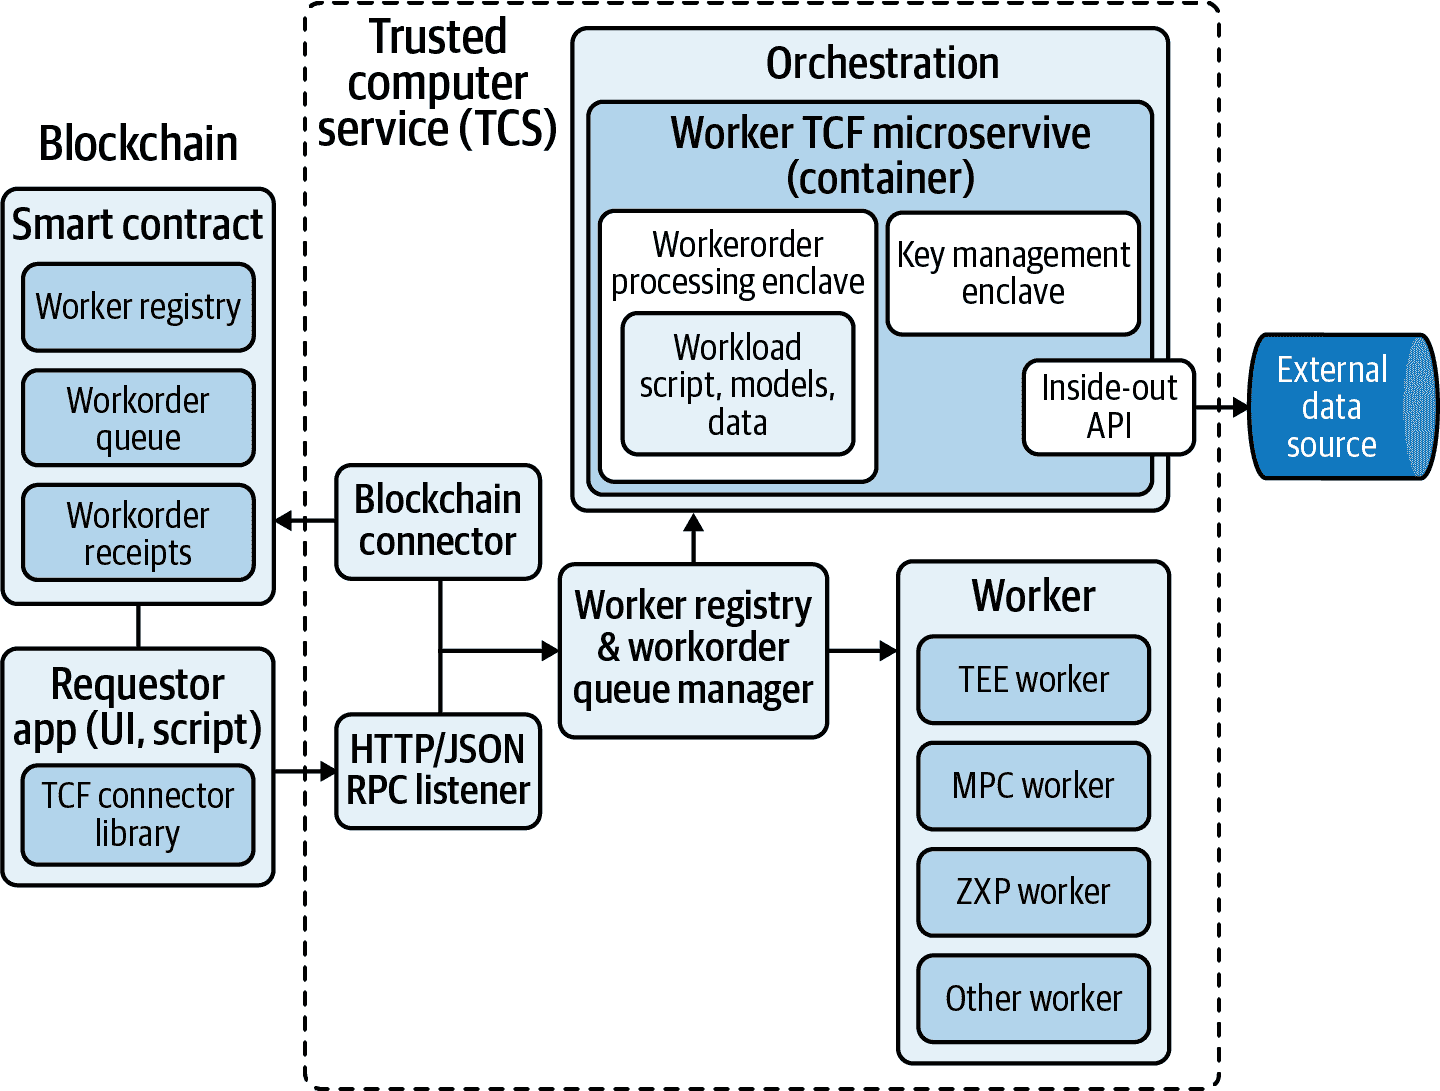 Blockchain
Smart contract
Worker registry
Workorder
queue
Workorder
receipts
Requestor
app (UI, script)
TCF connector
library
Trusted
computer
service (TCS)
Blockchain
connector
HTTP/JSON
RPC listener
Orchestration
Worker TCF microservive
(container)
Workerorder
processing enclave
Workload
script, models,
data
Key management
enclave
Inside-out
API
External
data
source
Worker registry
& workorder
queue manager
Worker
TEE worker
MPC worker
ZXP worker
Other worker